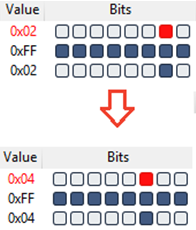 Value Bits
0x02
0xFF
0x02
Value Bits
0x04
0xFF
0x04